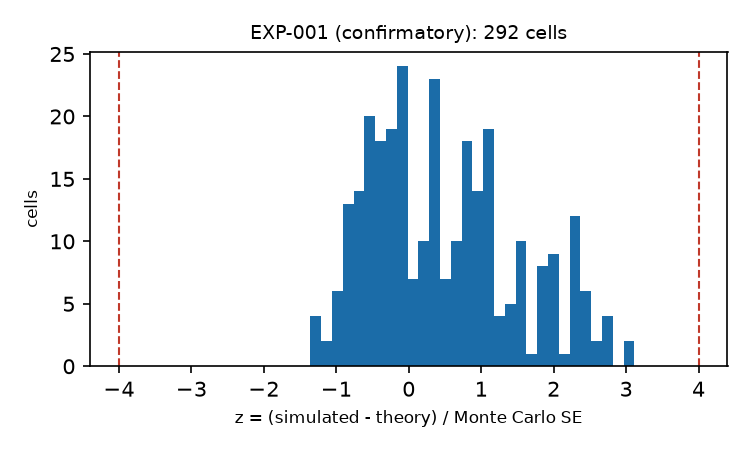 EXP-001 (confirmatory): 292 cells
25
20
15
10
5
0
cells
−4 −3 −2 −1 0 1 2 3 4
z = (simulated - theory) / Monte Carlo SE